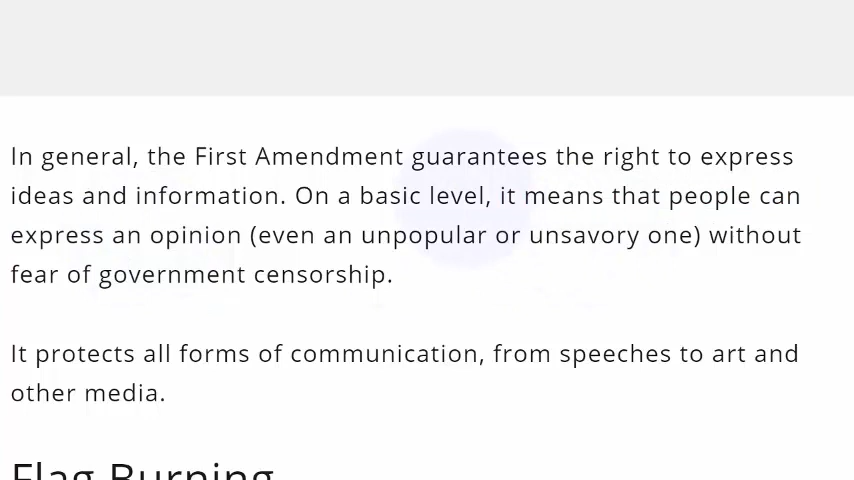 In general, the First Amendment guarantees the right to express
ideas and information. On a basic level, it means that people can
express an opinion (even an unpopular or unsavory one) without
fear of government censorship.
It protects all forms of communication, from speeches to art and
other media.
Flag Burning